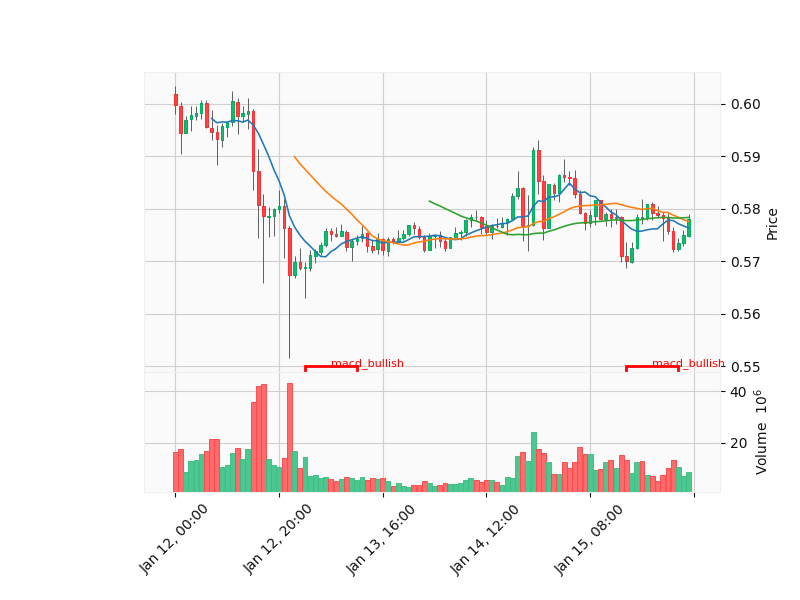 0.60
0.59
0.58
0.57
0.56
0.55
Price
macd_bullish
macd_bullish
40
20
Volume 10⁶
Jan 12, 00:00
Jan 12, 20:00
Jan 13, 16:00
Jan 14, 12:00
Jan 15, 08:00